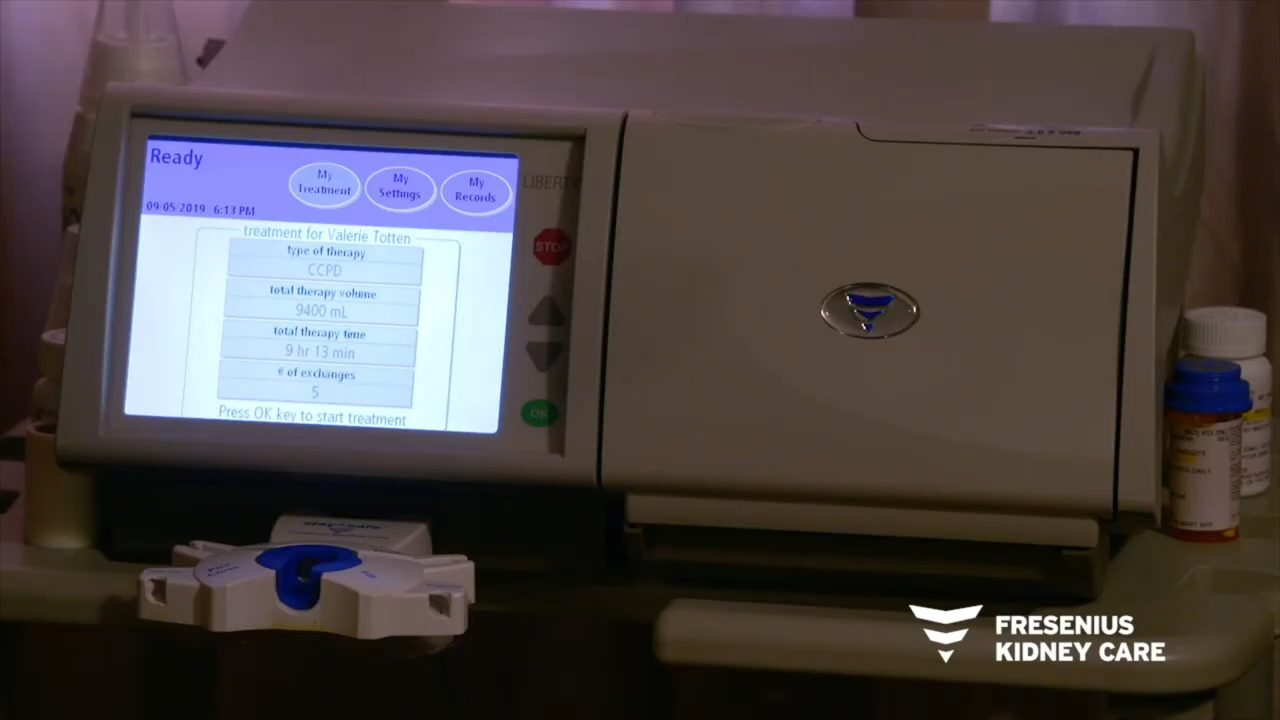 Ready
My Treatment
My Settings
My Records
09/05/2019 6:13 PM
treatment for Valerie Totten
type of therapy
CCPD
total therapy volume
9400 mL
total therapy time
9 hr 13 min
# of exchanges
5
Press OK key to start treatment
LIBERTY
STOP
OK
stay•safe
FRESENIUS
KIDNEY CARE